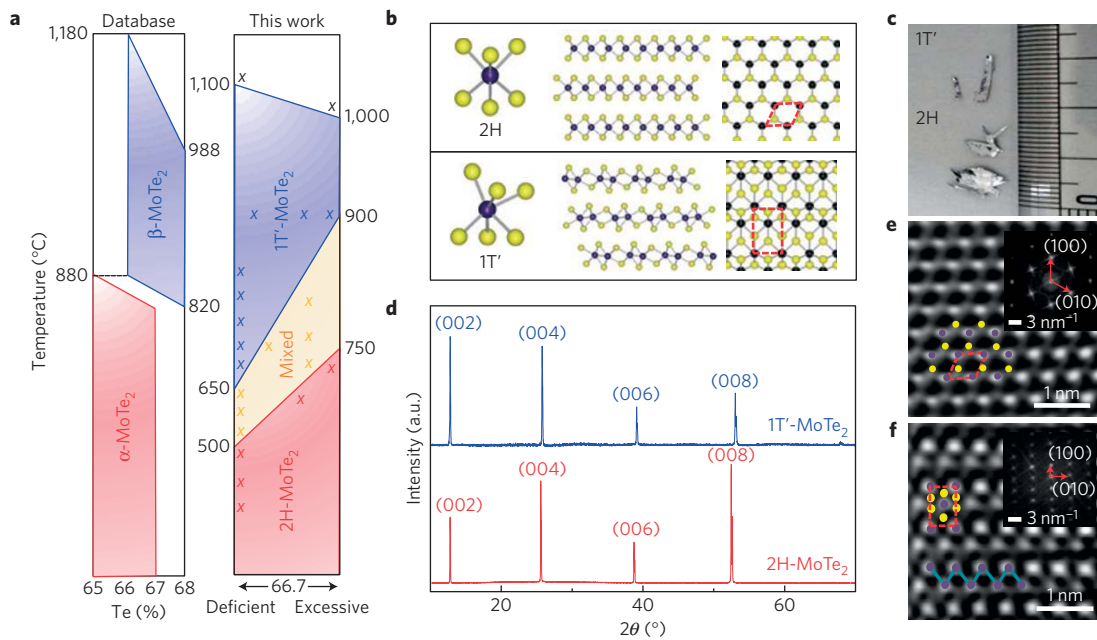 a
Database
This work
1,180
1,100
x
x
1,000
988
β-MoTe2
1T′-MoTe2
x x x x
900
880
x
x
x
820
x
x
x
x
x
x
Mixed
750
x
650
x
x
x
x
500
x
x
x
α-MoTe2
2H-MoTe2
Temperature (°C)
65 66 67 68
Te (%)
66.7
Deficient Excessive
b
2H
1T′
c
1T′
2H
0
d
(002)
(004)
(006)
(008)
1T′-MoTe2
(002)
(004)
(006)
(008)
2H-MoTe2
Intensity (a.u.)
20 40 60
2θ (°)
e
(100)
(010)
3 nm−1
1 nm
f
(100)
(010)
3 nm−1
1 nm